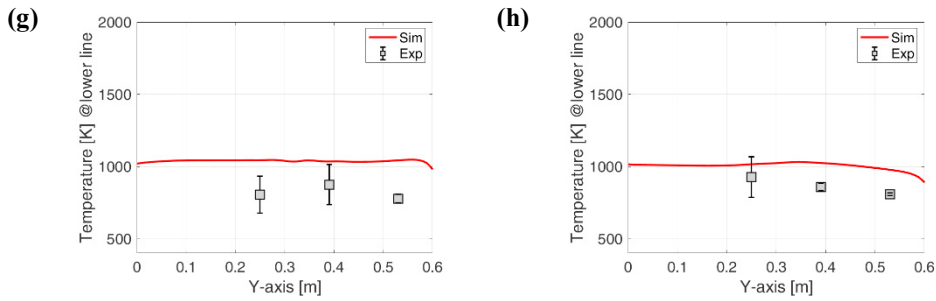 (g)
2000
1500
1000
500
Temperature [K] @lower line
Sim
Exp
0
0.1
0.2
0.3
0.4
0.5
0.6
Y-axis [m]
(h)
2000
1500
1000
500
Temperature [K] @lower line
Sim
Exp
0
0.1
0.2
0.3
0.4
0.5
0.6
Y-axis [m]